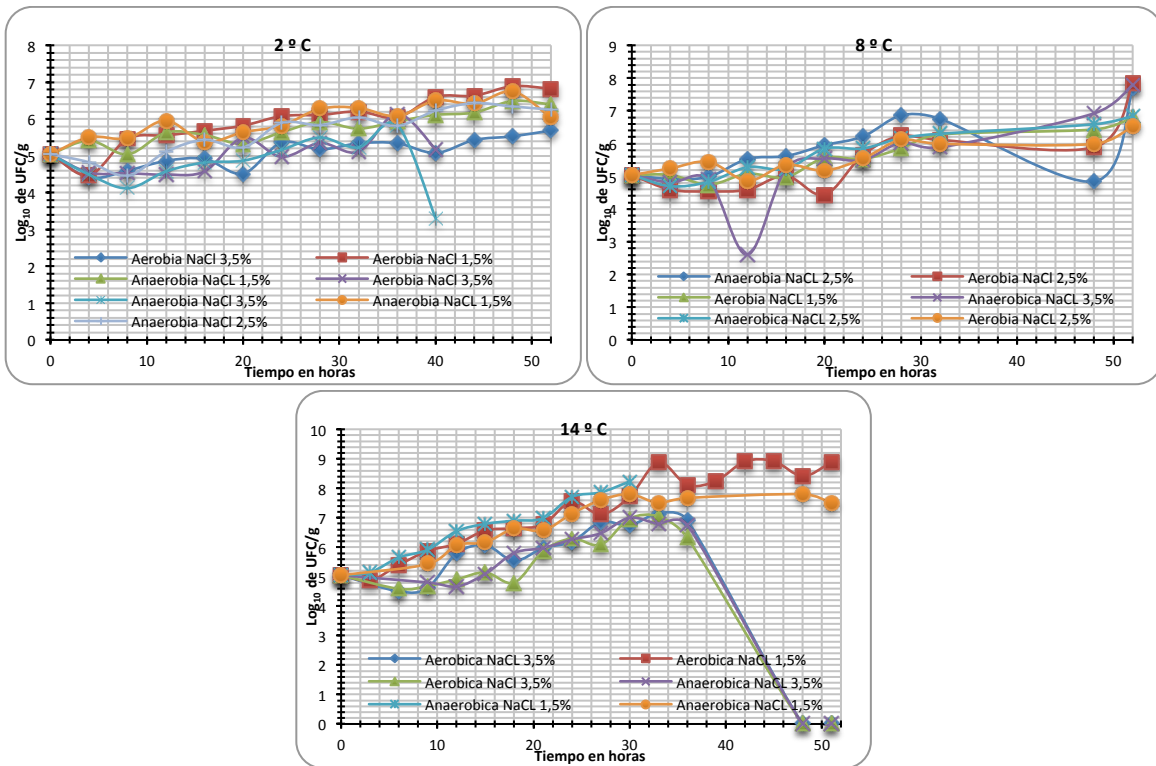 2 º C
Log10 de UFC/g
8
7
6
5
4
3
2
1
0
0 10 20 30 40 50
Tiempo en horas
Aerobia NaCl 3,5% Aerobia NaCl 1,5%
Anaerobia NaCL 1,5% Aerobia NaCl 3,5%
Anaerobia NaCl 3,5% Anaerobia NaCL 1,5%
Anaerobia NaCl 2,5%
8 º C
Log10 de UFC/g
9
8
7
6
5
4
3
2
1
0
0 10 20 30 40 50
Tiempo en horas
Anaerobia NaCL 2,5% Aerobia NaCl 2,5%
Aerobia NaCL 1,5% Anaerobica NaCL 3,5%
Anaerobica NaCL 2,5% Aerobia NaCL 2,5%
14 º C
Log10 de UFC/g
10
9
8
7
6
5
4
3
2
1
0
0 10 20 30 40 50
Tiempo en horas
Aerobica NaCL 3,5% Aerobica NaCL 1,5%
Aerobica NaCl 3,5% Anaerobica NaCL 3,5%
Anaerobica NaCL 1,5% Anaerobica NaCL 1,5%